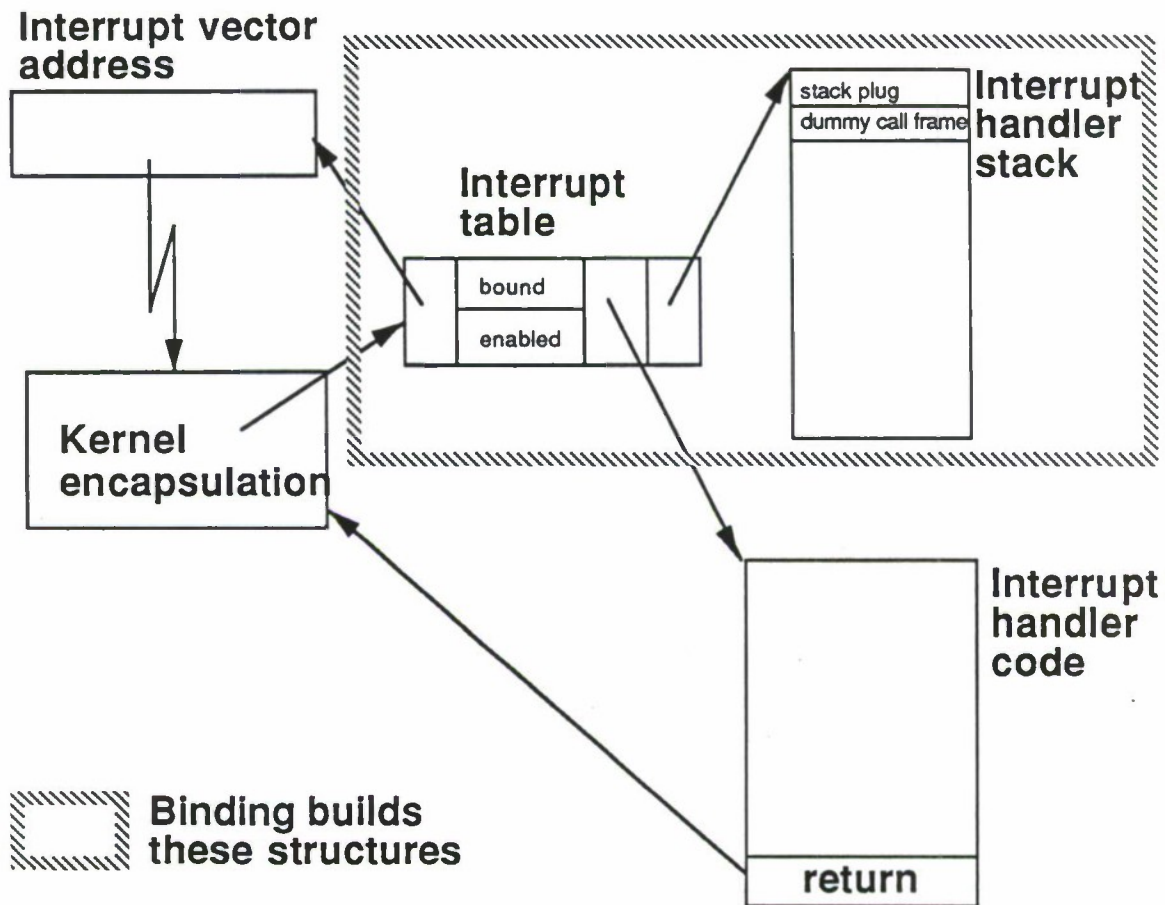 Interrupt vector
address
stack plug
dummy call frame
Interrupt
handler
stack
Interrupt
table
bound
enabled
Kernel
encapsulation
Interrupt
handler
code
Binding builds
these structures
return